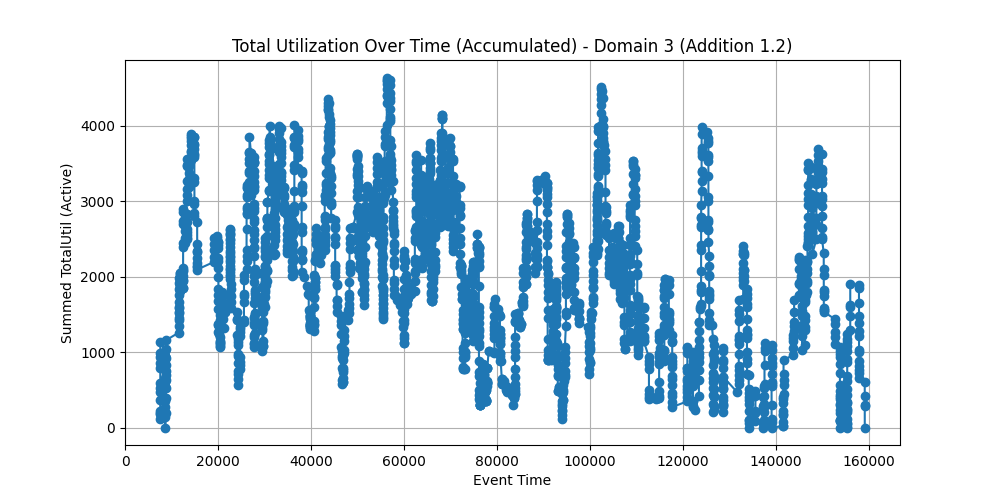 Total Utilization Over Time (Accumulated) - Domain 3 (Addition 1.2)
Summed TotalUtil (Active)
4000
3000
2000
1000
0
0 20000 40000 60000 80000 100000 120000 140000 160000
Event Time